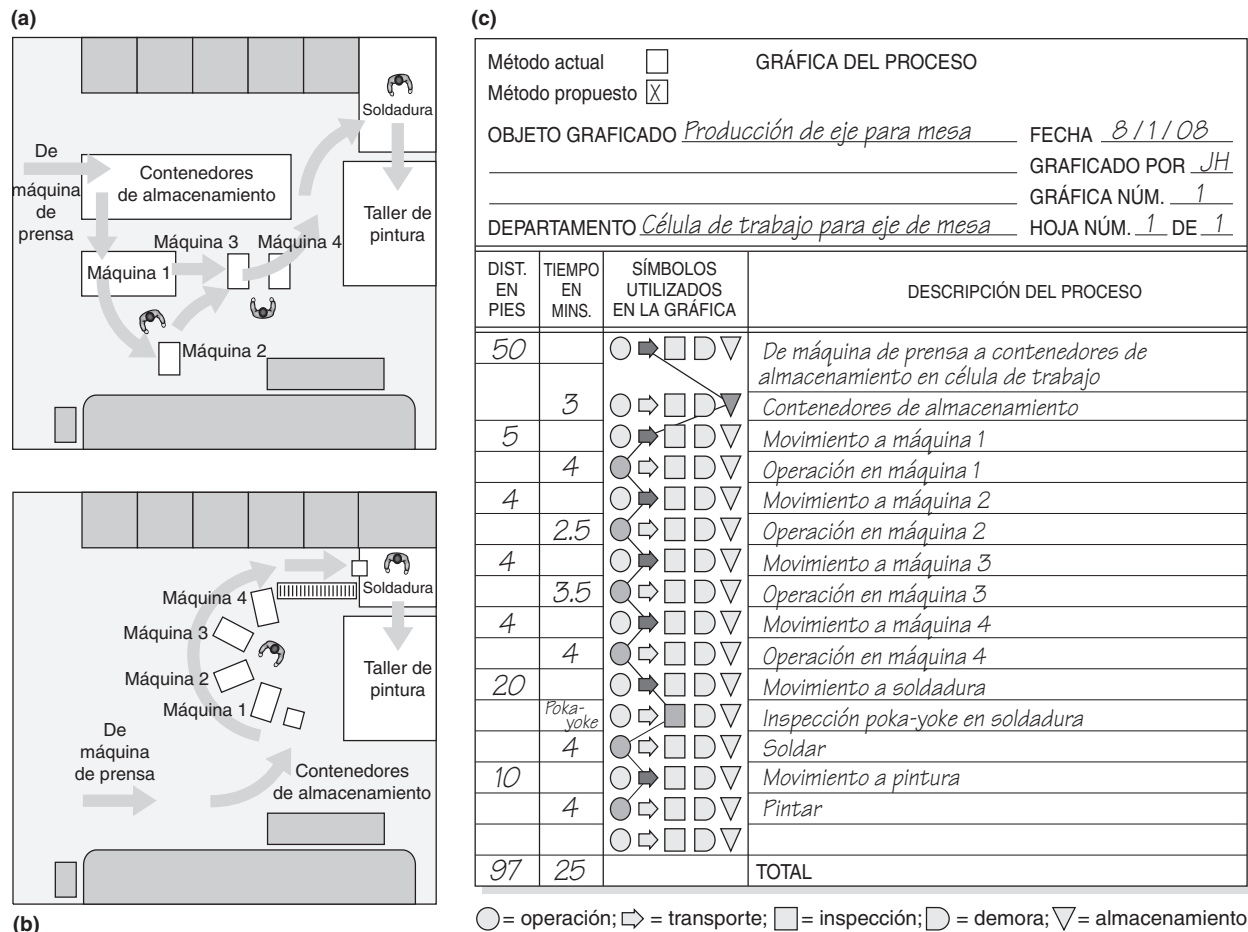 (a)
Soldadura
De
máquina
de
prensa
Contenedores
de almacenamiento
Taller de
pintura
Máquina 3
Máquina 4
Máquina 1
Máquina 2
(b)
Soldadura
Máquina 4
Máquina 3
Máquina 2
Máquina 1
Taller de
pintura
De
máquina
de prensa
Contenedores
de almacenamiento
(c)
Método actual GRÁFICA DEL PROCESO
Método propuesto X
OBJETO GRAFICADO Producción de eje para mesa FECHA 8/1/08
GRAFICADO POR JH
GRÁFICA NÚM. 1
DEPARTAMENTO Célula de trabajo para eje de mesa HOJA NÚM. 1 DE 1
DIST. EN PIES
TIEMPO EN MINS.
SÍMBOLOS UTILIZADOS EN LA GRÁFICA
DESCRIPCIÓN DEL PROCESO
50 De máquina de prensa a contenedores de
almacenamiento en célula de trabajo
3 Contenedores de almacenamiento
5 Movimiento a máquina 1
4 Operación en máquina 1
4 Movimiento a máquina 2
2.5 Operación en máquina 2
4 Movimiento a máquina 3
3.5 Operación en máquina 3
4 Movimiento a máquina 4
4 Operación en máquina 4
20 Movimiento a soldadura
Poka-yoke Inspección poka-yoke en soldadura
4 Soldar
10 Movimiento a pintura
4 Pintar
97 25 TOTAL
= operación; = transporte; = inspección; = demora; = almacenamiento